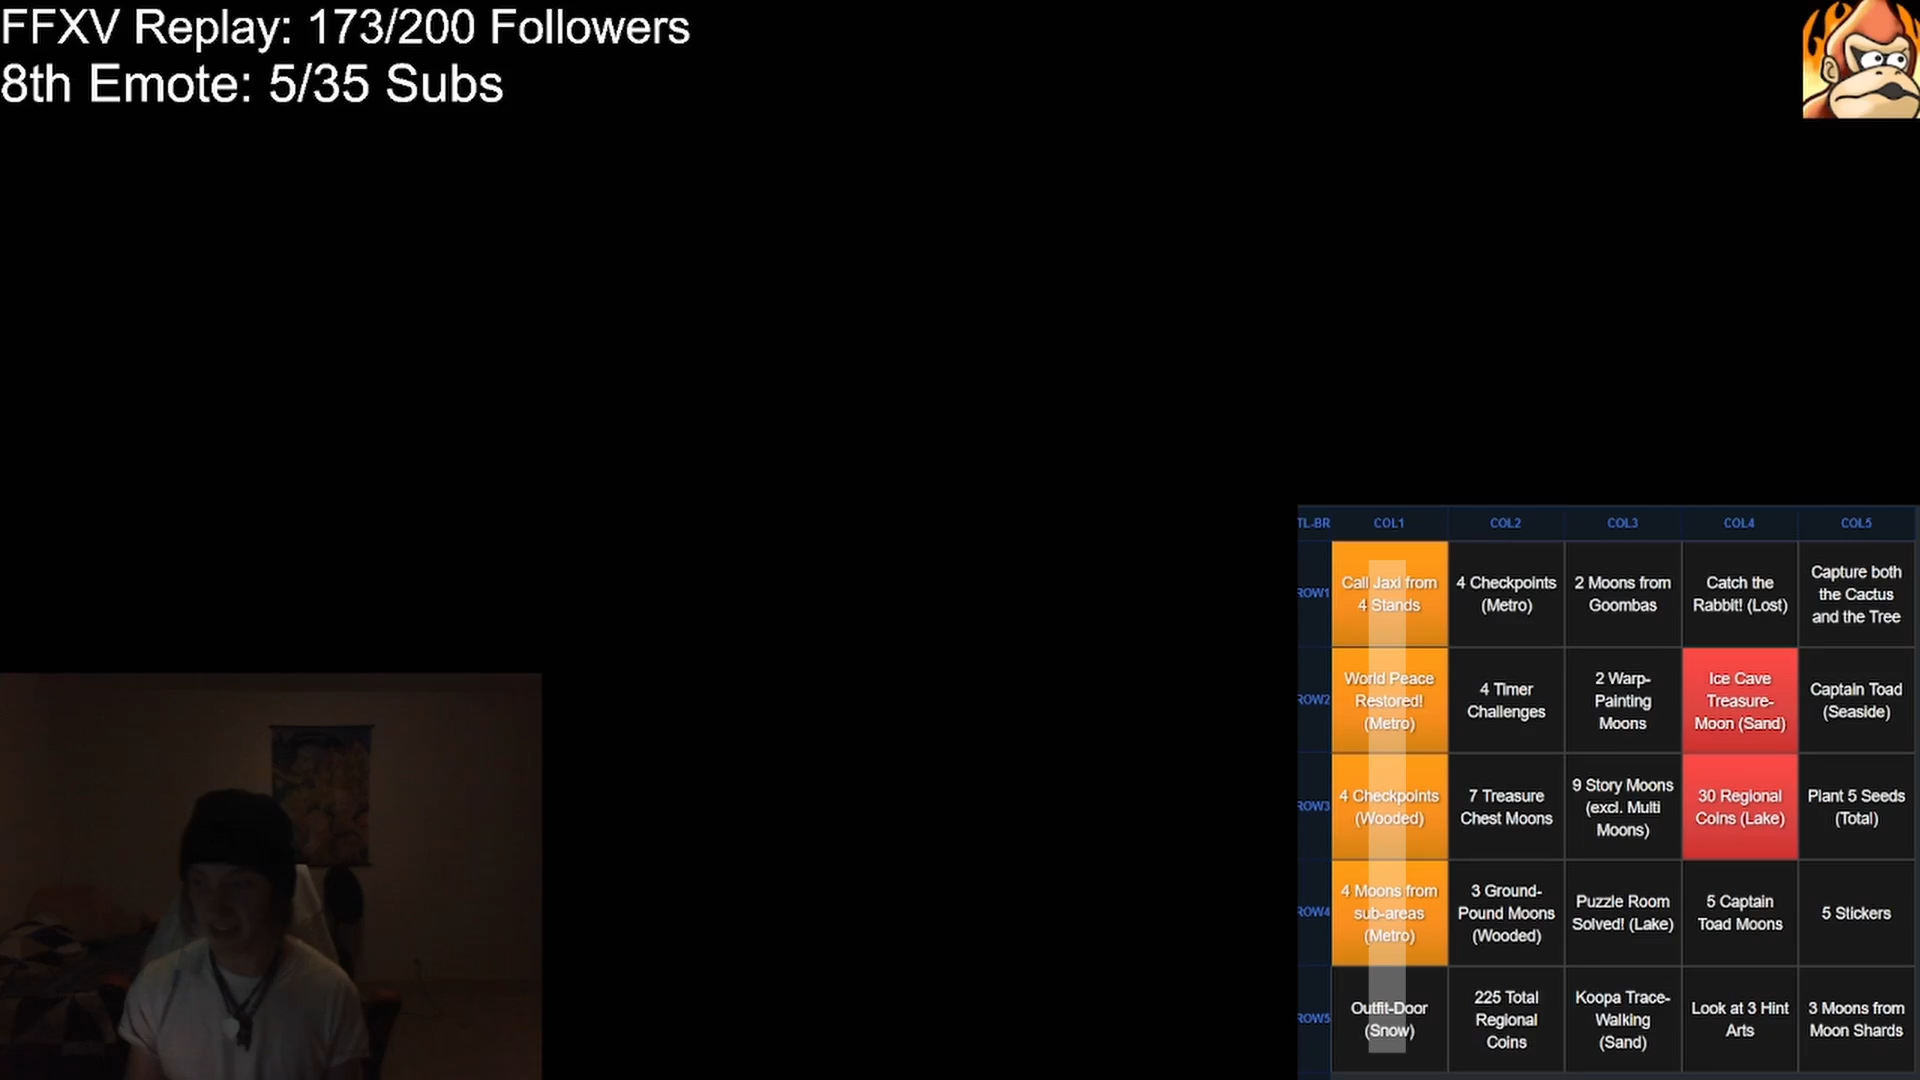 FFXV Replay: 173/200 Followers
8th Emote: 5/35 Subs
TL-BR COL1 COL2 COL3 COL4 COL5
ROW1
Call Jaxi from
4 Stands
4 Checkpoints
(Metro)
2 Moons from
Goombas
Catch the
Rabbit! (Lost)
Capture both
the Cactus
and the Tree
ROW2
World Peace
Restored!
(Metro)
4 Timer
Challenges
2 Warp-
Painting
Moons
Ice Cave
Treasure-
Moon (Sand)
Captain Toad
(Seaside)
ROW3
4 Checkpoints
(Wooded)
7 Treasure
Chest Moons
9 Story Moons
(excl. Multi
Moons)
30 Regional
Coins (Lake)
Plant 5 Seeds
(Total)
ROW4
4 Moons from
sub-areas
(Metro)
3 Ground-
Pound Moons
(Wooded)
Puzzle Room
Solved! (Lake)
5 Captain
Toad Moons
5 Stickers
ROW5
Outfit-Door
(Snow)
225 Total
Regional
Coins
Koopa Trace-
Walking
(Sand)
Look at 3 Hint
Arts
3 Moons from
Moon Shards